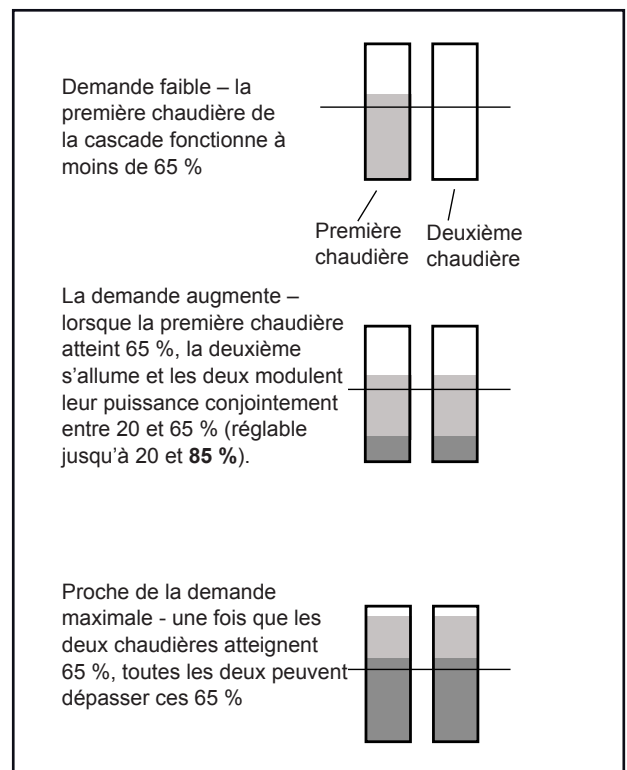 Demande faible – la
première chaudière de
la cascade fonctionne à
moins de 65 %
Première
chaudière
Deuxième
chaudière
La demande augmente –
lorsque la première chaudière
atteint 65 %, la deuxième
s’allume et les deux modulent
leur puissance conjointement
entre 20 et 65 % (réglable
jusqu’à 20 et 85 %).
Proche de la demande
maximale - une fois que les
deux chaudières atteignent
65 %, toutes les deux peuvent
dépasser ces 65 %